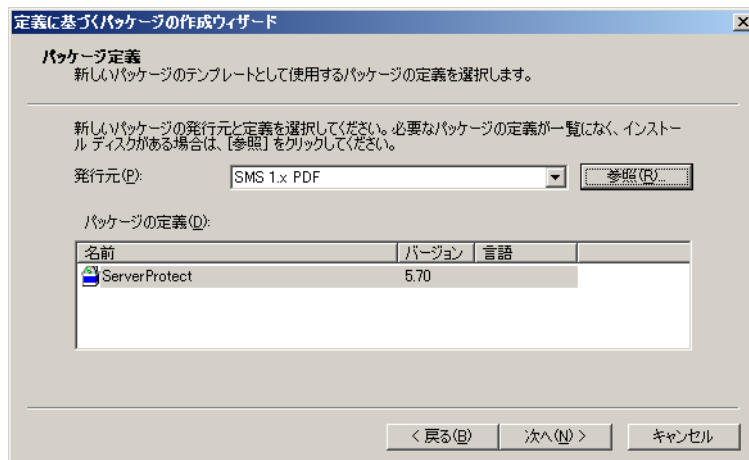 定義に基づくパッケージの作成ウィザード
パッケージ定義
新しいパッケージのテンプレートとして使用するパッケージの定義を選択します。
新しいパッケージの発行元と定義を選択してください。必要なパッケージの定義が一覧になく、インストー
ル ディスクがある場合は、[参照] をクリックしてください。
発行元(P): SMS 1.x PDF 参照(R)...
パッケージの定義(D):
名前 バージョン 言語
ServerProtect 5.70
< 戻る(B) 次へ(N) > キャンセル